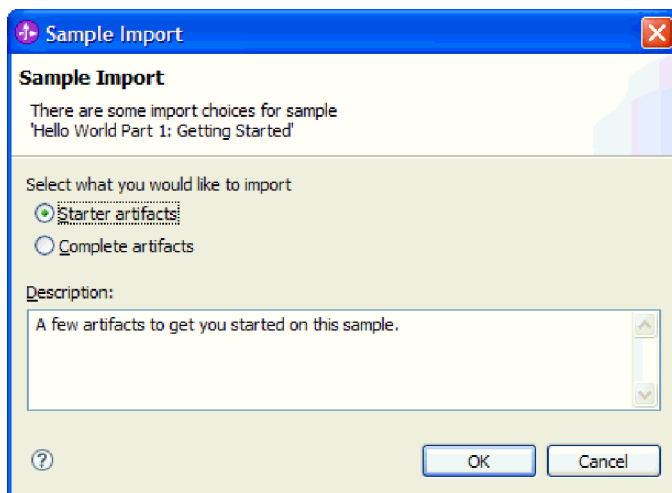 Sample Import
Sample Import
There are some import choices for sample
'Hello World Part 1: Getting Started'
Select what you would like to import
Starter artifacts
Complete artifacts
Description:
A few artifacts to get you started on this sample.
?
OK
Cancel